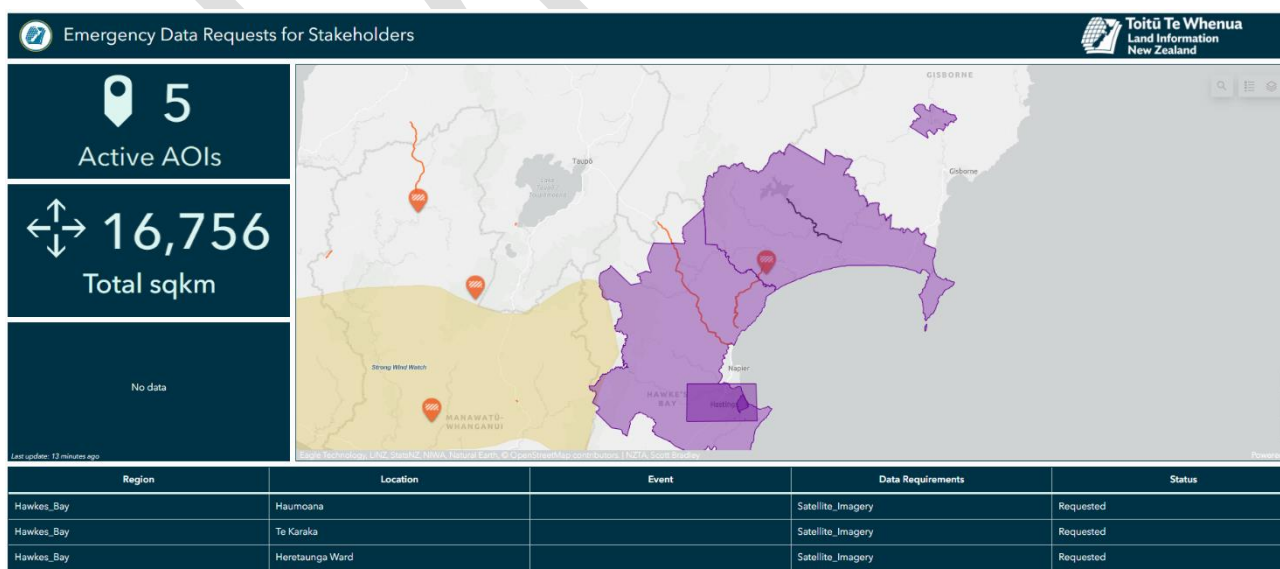 Emergency Data Requests for Stakeholders
Toitū Te Whenua
Land Information
New Zealand
5
Active AOIs
16,756
Total sqkm
No data
Last update: 13 minutes ago
GISBORNE
Taupō
Gisborne
Strong Wind Watch
Napier
HAWKE'S
BAY
MANAWATŪ-
WHANGANUI
Eagle Technology, LINZ, StatsNZ, NIWA, Natural Earth, © OpenStreetMap contributors. | NZTA, Scott Bradley
Region Location Event Data Requirements Status
Hawkes_Bay Haumoana Satellite_Imagery Requested
Hawkes_Bay Te Karaka Satellite_Imagery Requested
Hawkes_Bay Heretaunga Ward Satellite_Imagery Requested